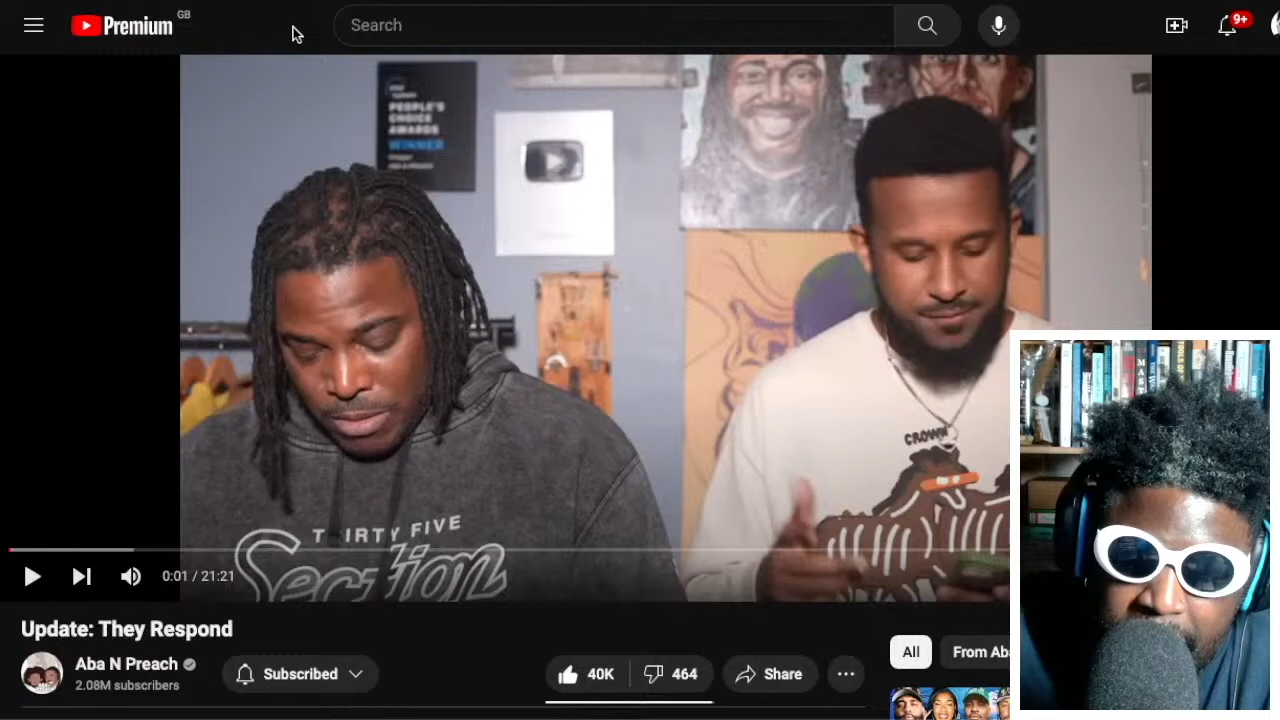 Premium
GB
Search
9+
PEOPLE'S
CHOICE
AWARDS
WINNER
CROWN
THIRTY FIVE
Section
0:01 / 21:21
Update: They Respond
Aba N Preach
2.08M subscribers
Subscribed
40K
464
Share
All
From Aba